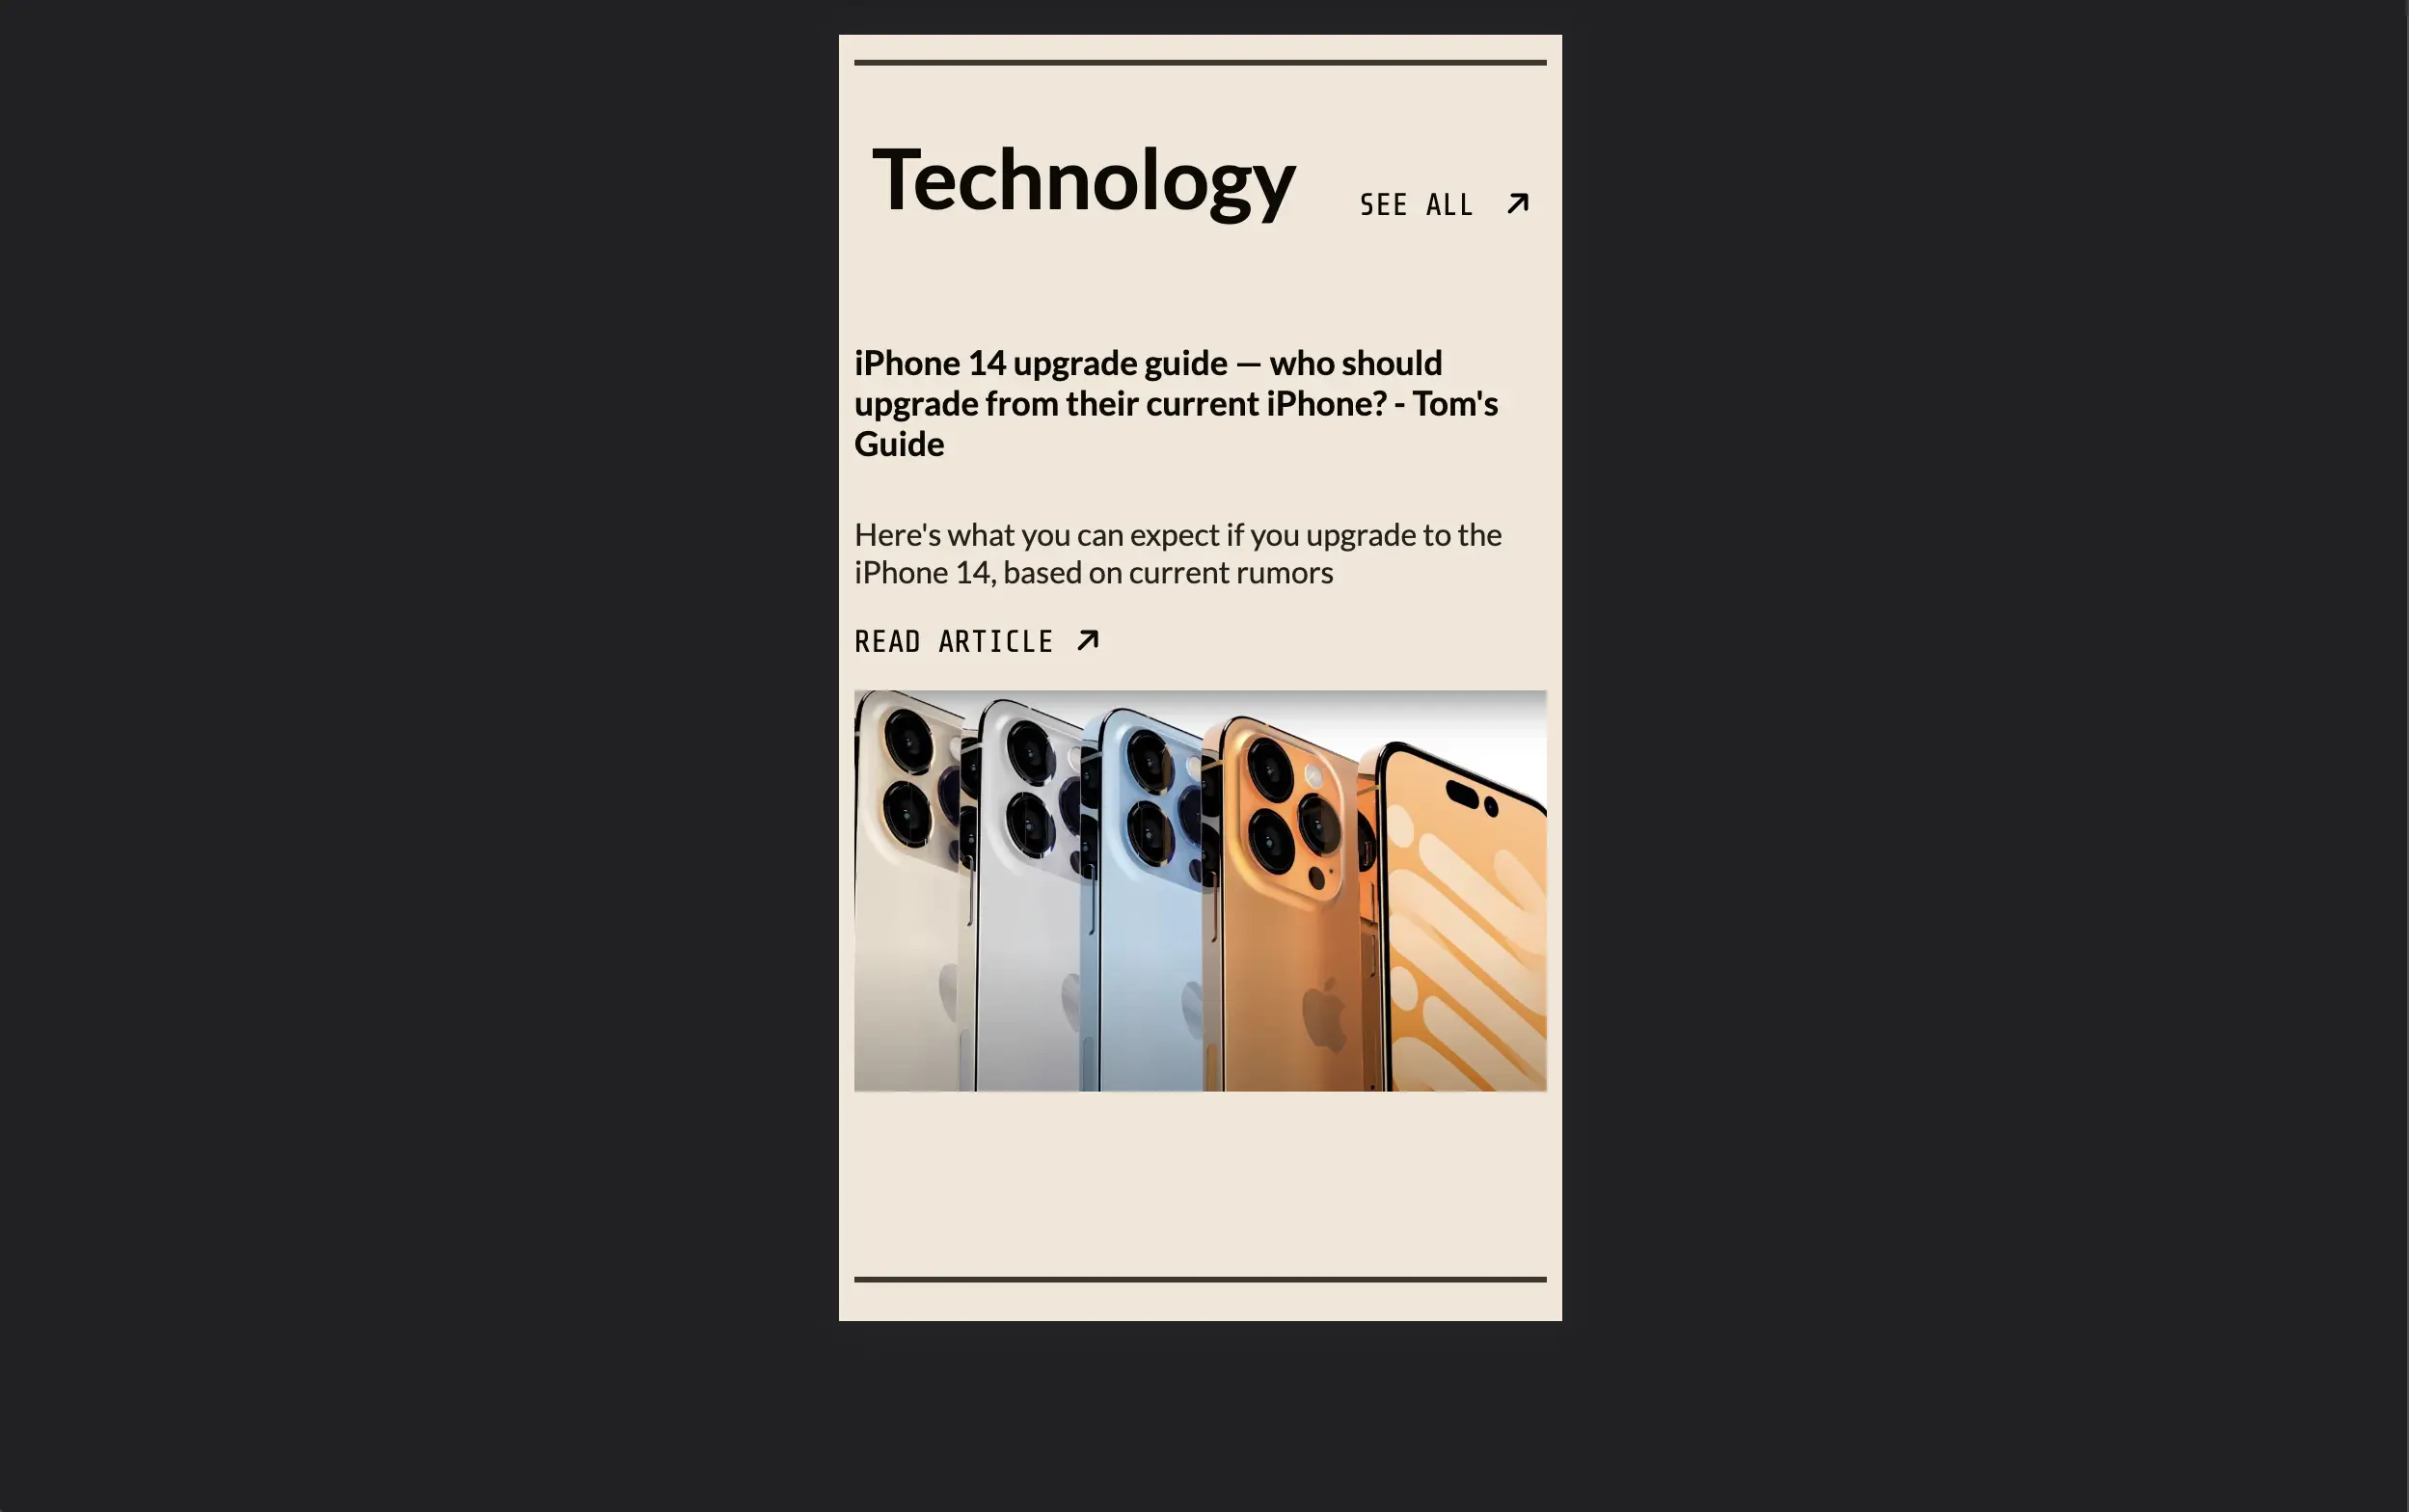 Technology
SEE ALL
iPhone 14 upgrade guide — who should
upgrade from their current iPhone? - Tom's
Guide
Here's what you can expect if you upgrade to the
iPhone 14, based on current rumors
READ ARTICLE